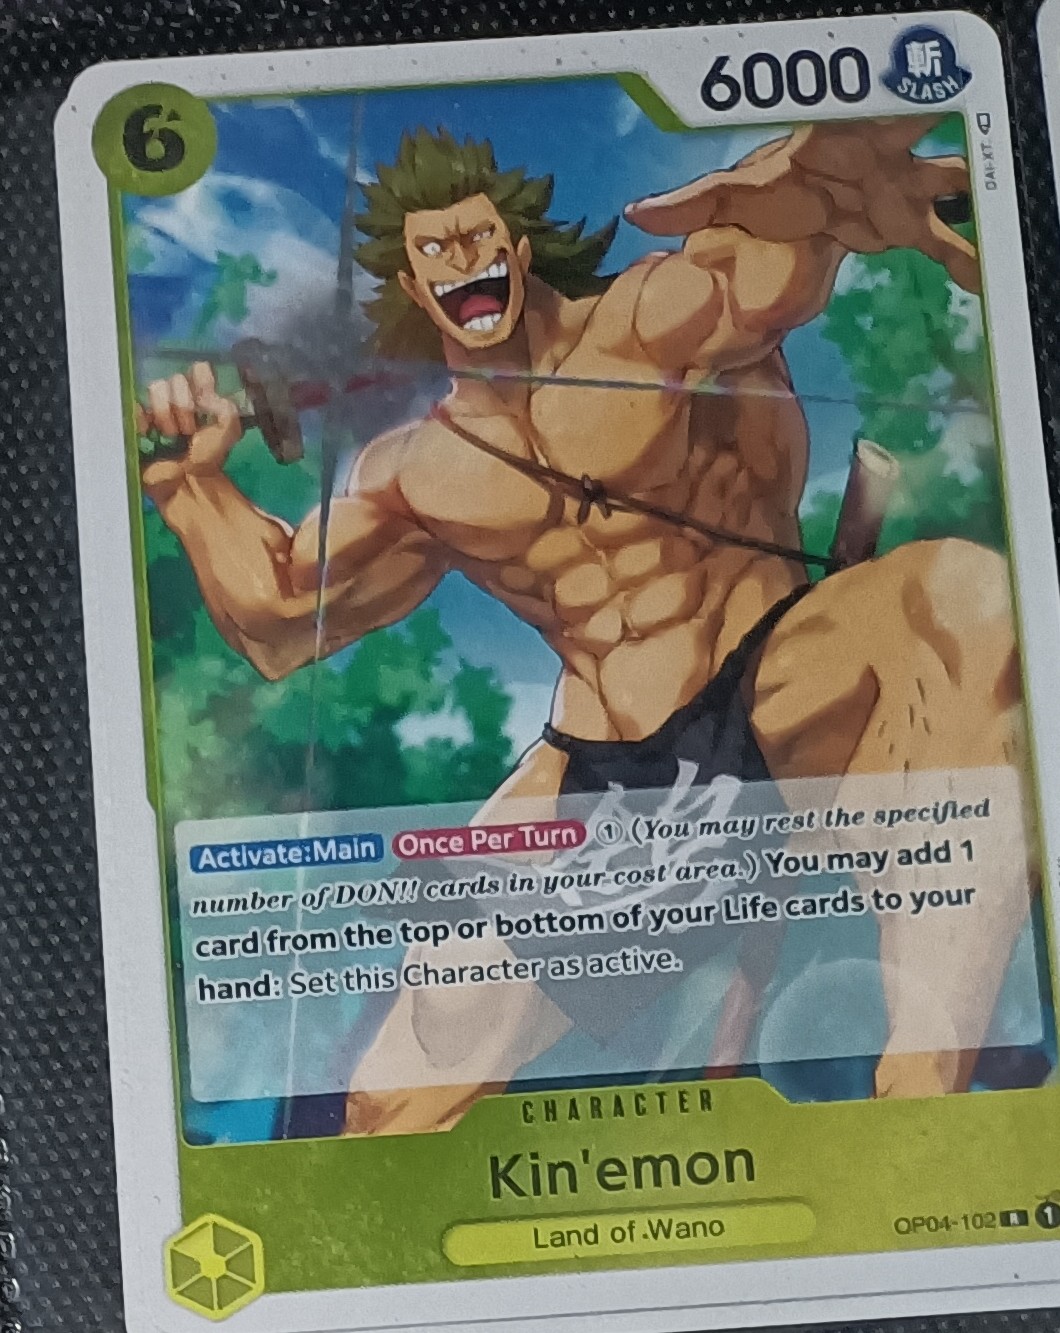 6
6000
斬
SLASH
DAI-XT.
Activate:Main Once Per Turn ① (You may rest the specified
number of DON!! cards in your cost area.) You may add 1
card from the top or bottom of your Life cards to your
hand: Set this Character as active.
CHARACTER
Kin'emon
Land of Wano
OP04-102 R 1